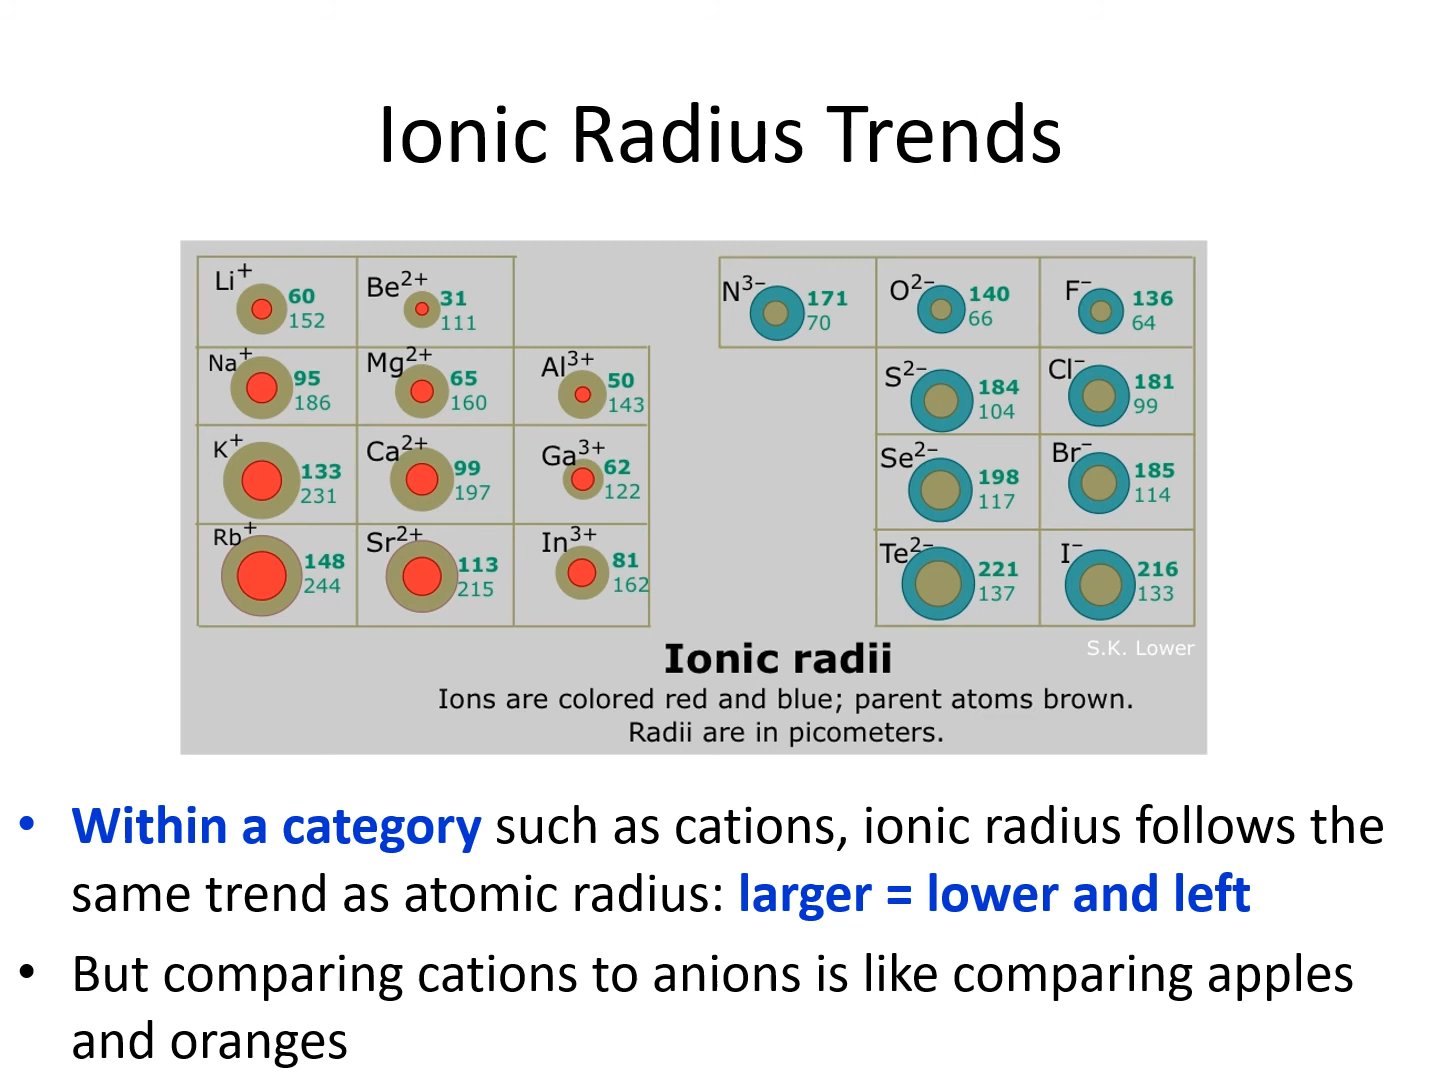 Ionic Radius Trends
Li+ 60 152
Be2+ 31 111
N3− 171 70
O2− 140 66
F− 136 64
Na+ 95 186
Mg2+ 65 160
Al3+ 50 143
S2− 184 104
Cl− 181 99
K+ 133 231
Ca2+ 99 197
Ga3+ 62 122
Se2− 198 117
Br− 185 114
Rb+ 148 244
Sr2+ 113 215
In3+ 81 162
Te2− 221 137
I− 216 133
S.K. Lower
Ionic radii
Ions are colored red and blue; parent atoms brown.
Radii are in picometers.
• Within a category such as cations, ionic radius follows the
same trend as atomic radius: larger = lower and left
• But comparing cations to anions is like comparing apples
and oranges